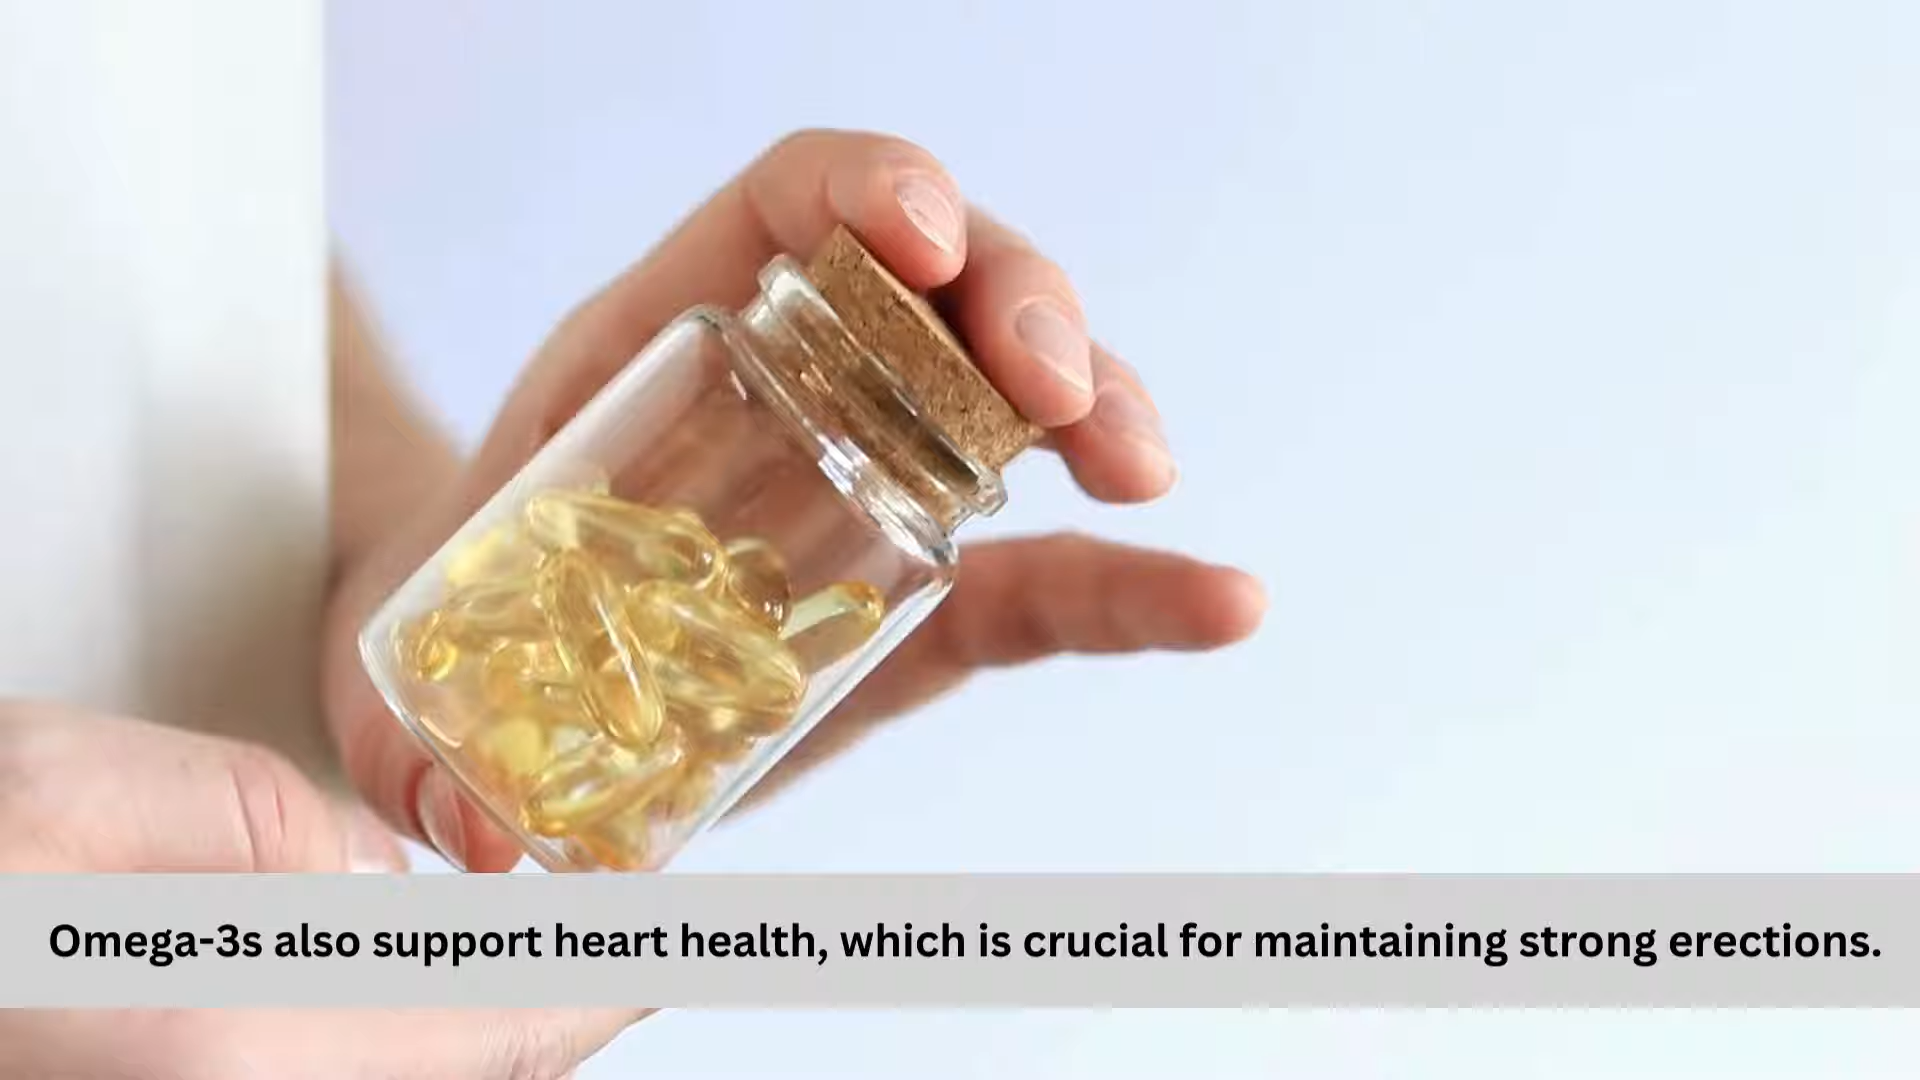 Omega-3s also support heart health, which is crucial for maintaining strong erections.